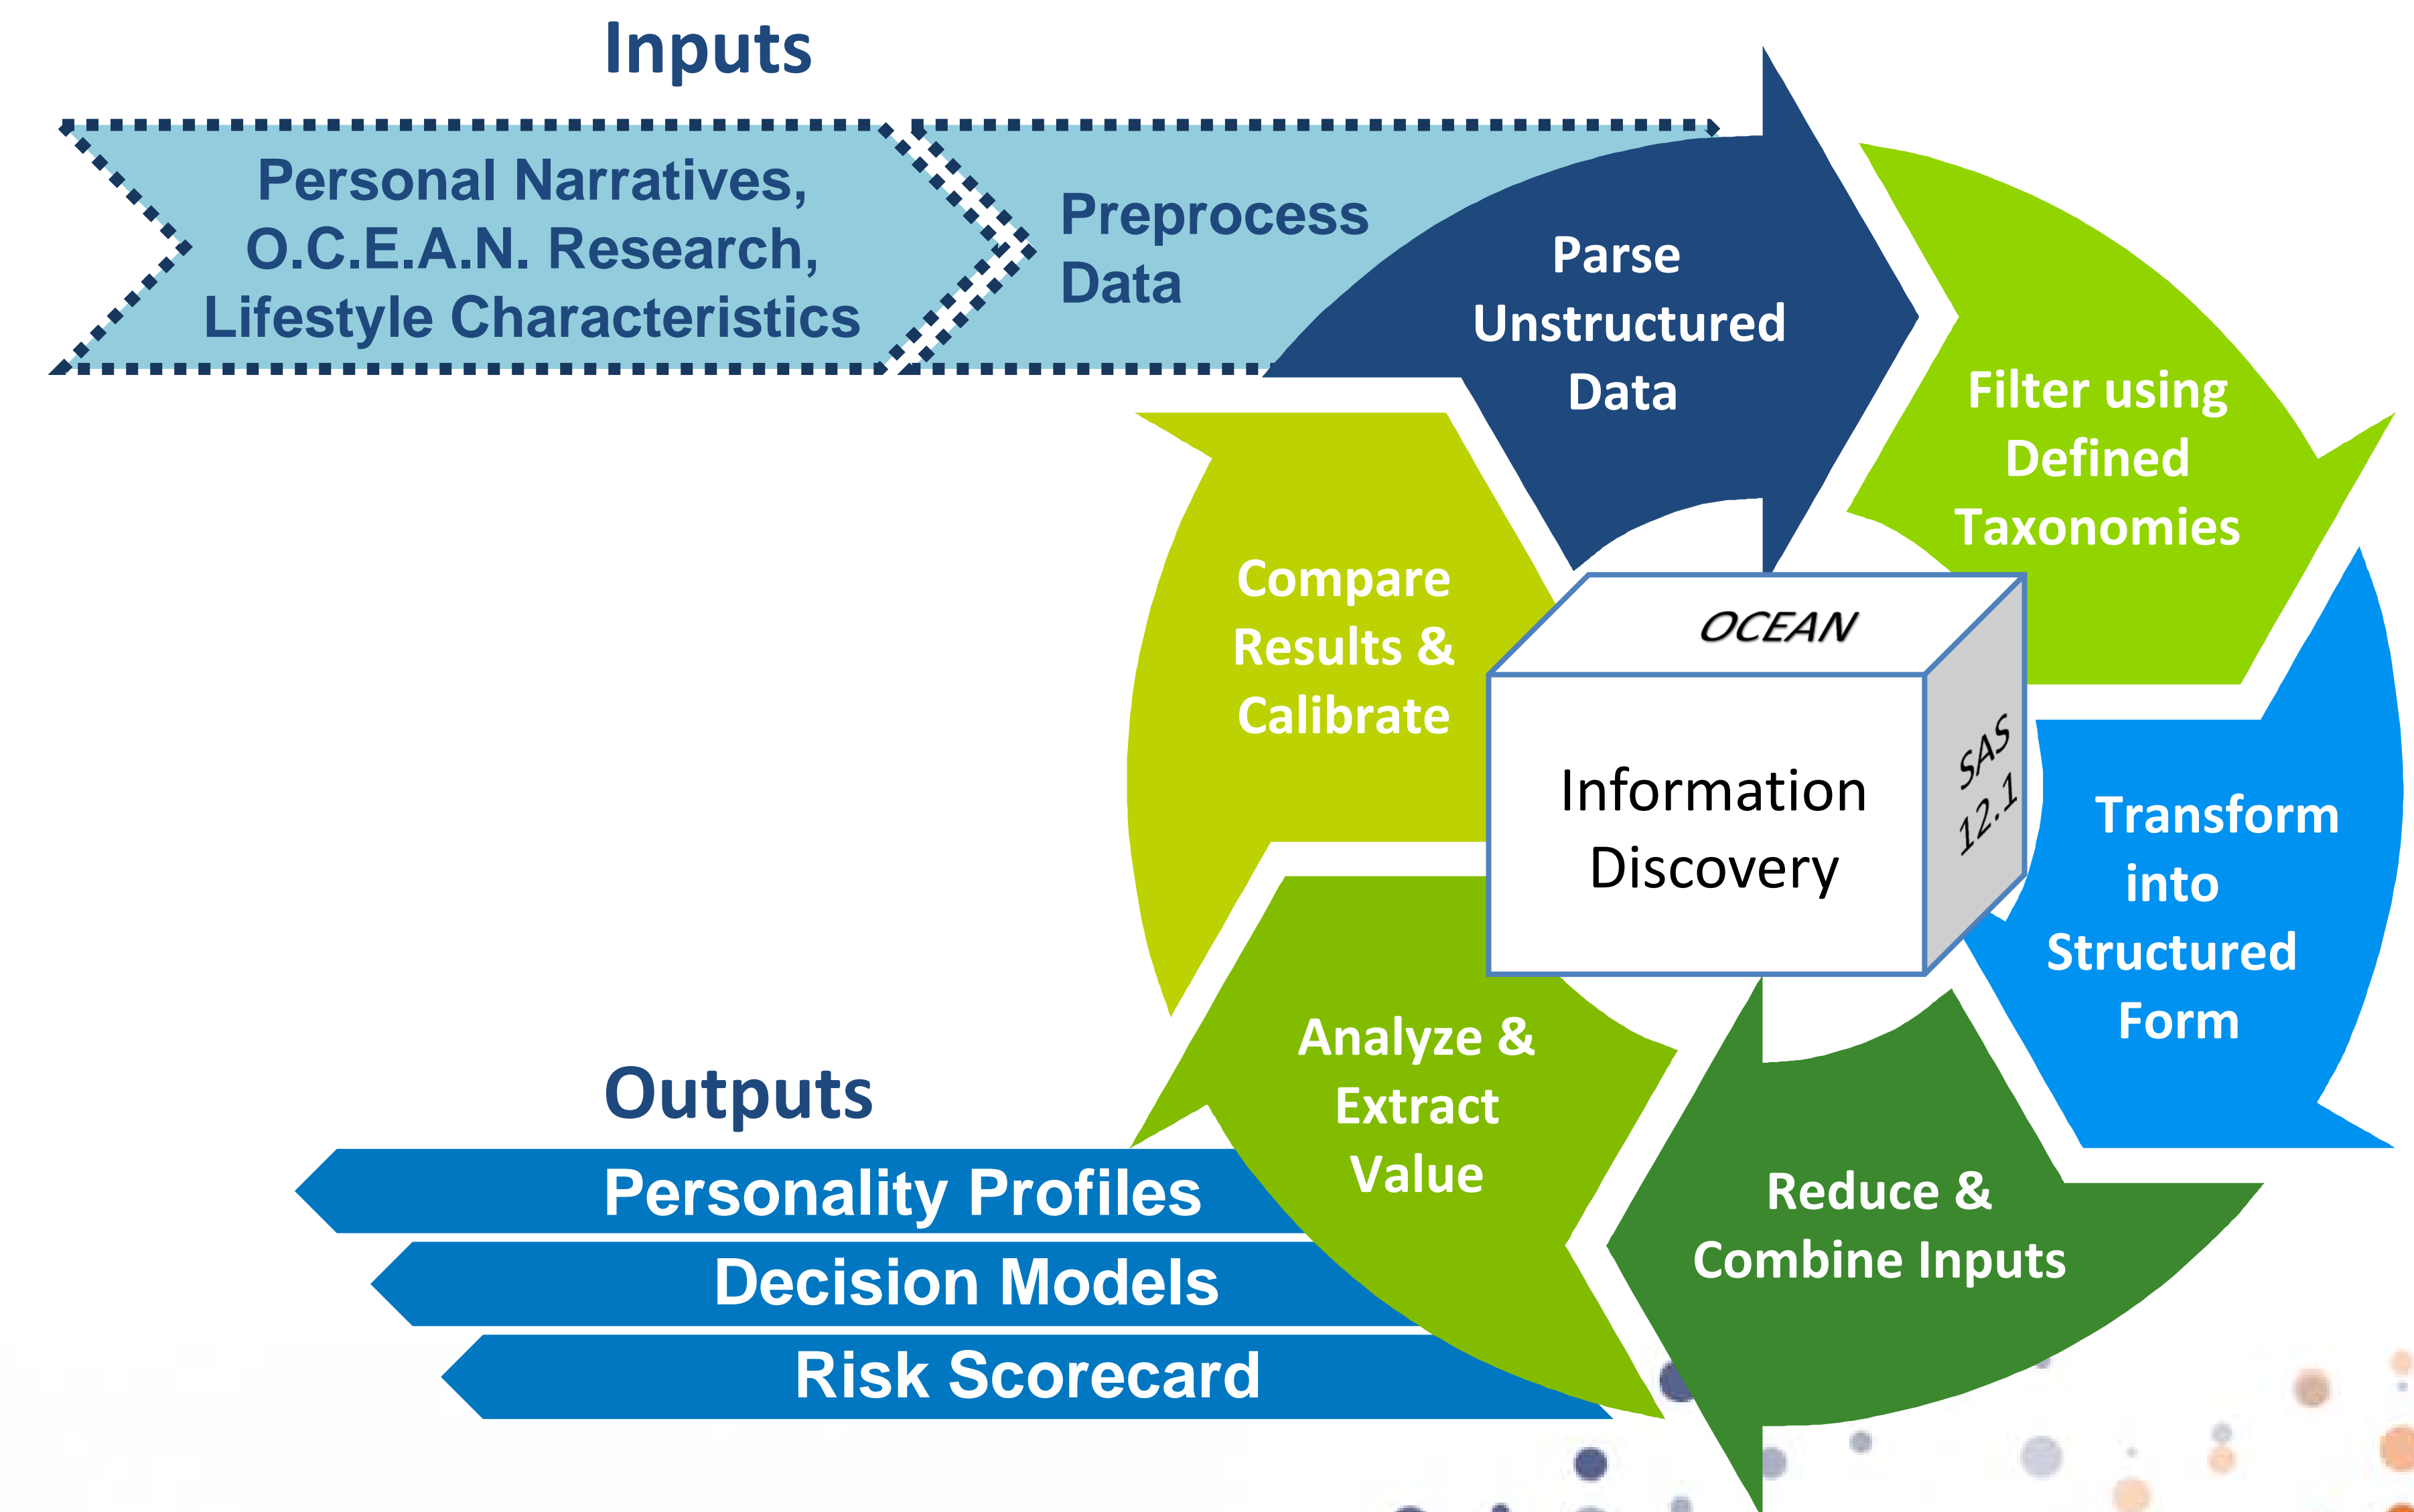 Inputs
Personal Narratives,
O.C.E.A.N. Research,
Lifestyle Characteristics
Preprocess
Data
Parse
Unstructured
Data
Filter using
Defined
Taxonomies
Transform
into
Structured
Form
Reduce &
Combine Inputs
Analyze &
Extract
Value
Compare
Results &
Calibrate
OCEAN
Information
Discovery
SAS
12.1
Outputs
Personality Profiles
Decision Models
Risk Scorecard